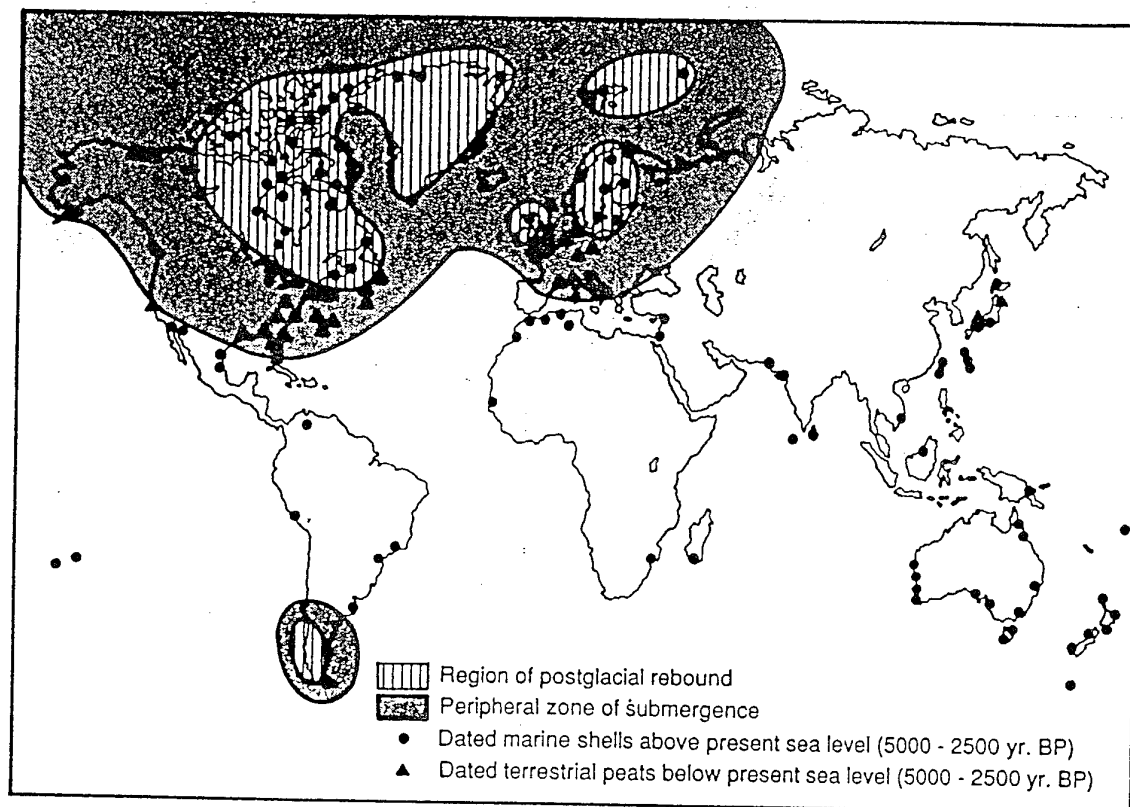 Region of postglacial rebound
Peripheral zone of submergence
Dated marine shells above present sea level (5000 - 2500 yr. BP)
Dated terrestrial peats below present sea level (5000 - 2500 yr. BP)